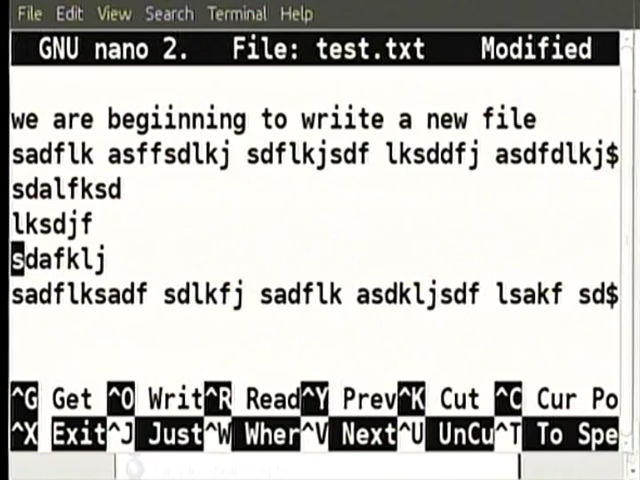 File Edit View Search Terminal Help
GNU nano 2. File: test.txt Modified
we are begiinning to wriite a new file
sadflk asffsdlkj sdflkjsdf lksddfj asdfdlkj$
sdalfksd
lksdjf
sdafklj
sadflksadf sdlkfj sadflk asdkljsdf lsakf sd$
^G Get ^O Writ^R Read^Y Prev^K Cut ^C Cur Po
^X Exit^J Just^W Wher^V Next^U UnCu^T To Spe